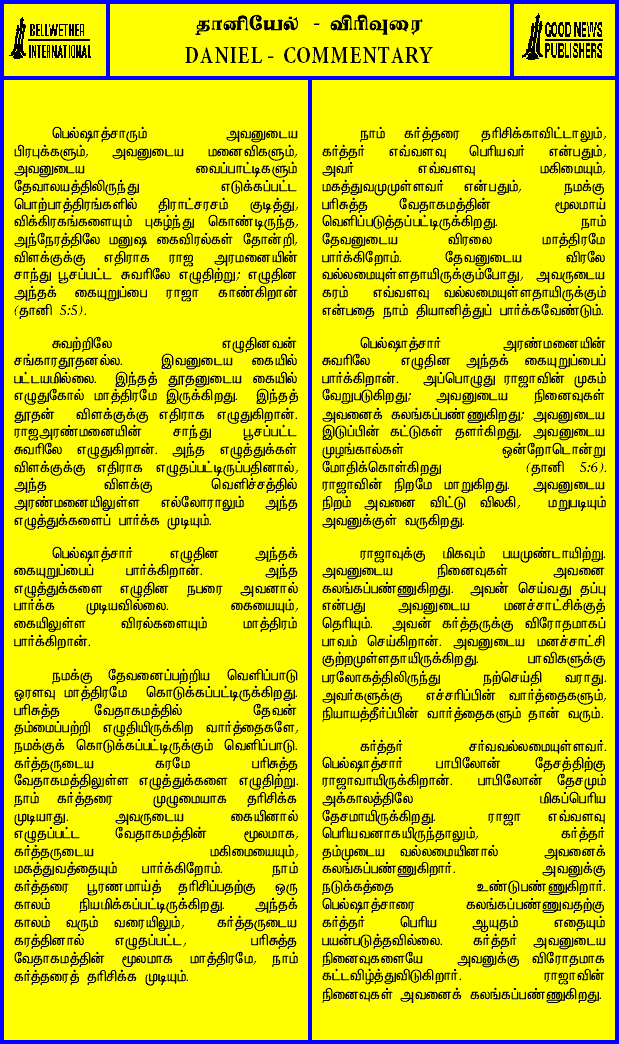 BELLWETHER
INTERNATIONAL
தானியேல் - விரிவுரை
DANIEL - COMMENTARY
GOOD NEWS
PUBLISHERS
பெல்ஷாத்சாரும் அவனுடைய
பிரபுக்களும், அவனுடைய மனைவிகளும்,
அவனுடைய வைப்பாட்டிகளும்
தேவாலயத்திலிருந்து எடுக்கப்பட்ட
பொற்பாத்திரங்களில் திராட்சரசம் குடித்து,
விக்கிரகங்களையும் புகழ்ந்து கொண்டிருந்த,
அந்நேரத்திலே மனுஷ கைவிரல்கள் தோன்றி,
விளக்குக்கு எதிராக ராஜ அரமனையின்
சாந்து பூசப்பட்ட சுவரிலே எழுதிற்று; எழுதின
அந்தக் கையுறுப்பை ராஜா காண்கிறான்
(தானி 5:5).
சுவற்றிலே எழுதினவன்
சங்காரதூதனல்ல. இவனுடைய கையில்
பட்டயமில்லை. இந்தத் தூதனுடைய கையில்
எழுதுகோல் மாத்திரமே இருக்கிறது. இந்தத்
தூதன் விளக்குக்கு எதிராக எழுதுகிறான்.
ராஜஅரண்மனையின் சாந்து பூசப்பட்ட
சுவரிலே எழுதுகிறான். அந்த எழுத்துக்கள்
விளக்குக்கு எதிராக எழுதப்பட்டிருப்பதினால்,
அந்த விளக்கு வெளிச்சத்தில்
அரண்மனையிலுள்ள எல்லோராலும் அந்த
எழுத்துக்களைப் பார்க்க முடியும்.
பெல்ஷாத்சார் எழுதின அந்தக்
கையுறுப்பைப் பார்க்கிறான். அந்த
எழுத்துக்களை எழுதின நபரை அவனால்
பார்க்க முடியவில்லை. கையையும்,
கையிலுள்ள விரல்களையும் மாத்திரம்
பார்க்கிறான்.
நமக்கு தேவனைப்பற்றிய வெளிப்பாடு
ஓரளவு மாத்திரமே கொடுக்கப்பட்டிருக்கிறது.
பரிசுத்த வேதாகமத்தில் தேவன்
தம்மைப்பற்றி எழுதியிருக்கிற வார்த்தைகளே,
நமக்குக் கொடுக்கப்பட்டிருக்கும் வெளிப்பாடு.
கர்த்தருடைய கரமே பரிசுத்த
வேதாகமத்திலுள்ள எழுத்துக்களை எழுதிற்று.
நாம் கர்த்தரை முழுமையாக தரிசிக்க
முடியாது. அவருடைய கையினால்
எழுதப்பட்ட வேதாகமத்தின் மூலமாக,
கர்த்தருடைய மகிமையையும்,
மகத்துவத்தையும் பார்க்கிறோம். நாம்
கர்த்தரை பூரணமாய்த் தரிசிப்பதற்கு ஒரு
காலம் நியமிக்கப்பட்டிருக்கிறது. அந்தக்
காலம் வரும் வரையிலும், கர்த்தருடைய
கரத்தினால் எழுதப்பட்ட, பரிசுத்த
வேதாகமத்தின் மூலமாக மாத்திரமே, நாம்
கர்த்தரைத் தரிசிக்க முடியும்.
நாம் கர்த்தரை தரிசிக்காவிட்டாலும்,
கர்த்தர் எவ்வளவு பெரியவர் என்பதும்,
அவர் எவ்வளவு மகிமையும்,
மகத்துவமுமுள்ளவர் என்பதும், நமக்கு
பரிசுத்த வேதாகமத்தின் மூலமாய்
வெளிப்படுத்தப்பட்டிருக்கிறது. நாம்
தேவனுடைய விரலை மாத்திரமே
பார்க்கிறோம். தேவனுடைய விரலே
வல்லமையுள்ளதாயிருக்கும்போது, அவருடைய
கரம் எவ்வளவு வல்லமையுள்ளதாயிருக்கும்
என்பதை நாம் தியானித்துப் பார்க்கவேண்டும்.
பெல்ஷாத்சார் அரண்மனையின்
சுவரிலே எழுதின அந்தக் கையுறுப்பைப்
பார்க்கிறான். அப்பொழுது ராஜாவின் முகம்
வேறுபடுகிறது; அவனுடைய நினைவுகள்
அவனைக் கலங்கப்பண்ணுகிறது; அவனுடைய
இடுப்பின் கட்டுகள் தளர்கிறது, அவனுடைய
முழங்கால்கள் ஒன்றோடொன்று
மோதிக்கொள்கிறது (தானி 5:6).
ராஜாவின் நிறமே மாறுகிறது. அவனுடைய
நிறம் அவனை விட்டு விலகி, மறுபடியும்
அவனுக்குள் வருகிறது.
ராஜாவுக்கு மிகவும் பயமுண்டாயிற்று.
அவனுடைய நினைவுகள் அவனை
கலங்கப்பண்ணுகிறது. அவன் செய்வது தப்பு
என்பது அவனுடைய மனச்சாட்சிக்குத்
தெரியும். அவன் கர்த்தருக்கு விரோதமாகப்
பாவம் செய்கிறான். அவனுடைய மனச்சாட்சி
குற்றமுள்ளதாயிருக்கிறது. பாவிகளுக்கு
பரலோகத்திலிருந்து நற்செய்தி வராது.
அவர்களுக்கு எச்சரிப்பின் வார்த்தைகளும்,
நியாயத்தீர்ப்பின் வார்த்தைகளும் தான் வரும்.
கர்த்தர் சர்வவல்லமையுள்ளவர்.
பெல்ஷாத்சார் பாபிலோன் தேசத்திற்கு
ராஜாவாயிருக்கிறான். பாபிலோன் தேசமும்
அக்காலத்திலே மிகப்பெரிய
தேசமாயிருக்கிறது. ராஜா எவ்வளவு
பெரியவனாகயிருந்தாலும், கர்த்தர்
தம்முடைய வல்லமையினால் அவனைக்
கலங்கப்பண்ணுகிறார். அவனுக்கு
நடுக்கத்தை உண்டுபண்ணுகிறார்.
பெல்ஷாத்சாரை கலங்கப்பண்ணுவதற்கு
கர்த்தர் பெரிய ஆயுதம் எதையும்
பயன்படுத்தவில்லை. கர்த்தர் அவனுடைய
நினைவுகளையே அவனுக்கு விரோதமாக
கட்டவிழ்த்துவிடுகிறார். ராஜாவின்
நினைவுகள் அவனைக் கலங்கப்பண்ணுகிறது.